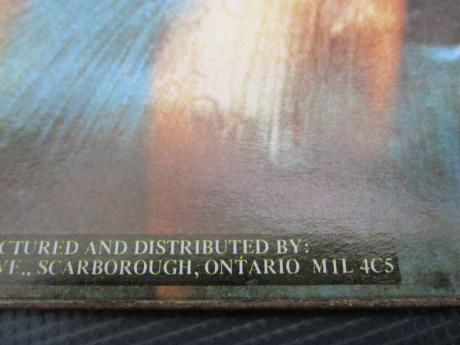 CTURED AND DISTRIBUTED BY:
VE., SCARBOROUGH, ONTARIO M1L 4C5